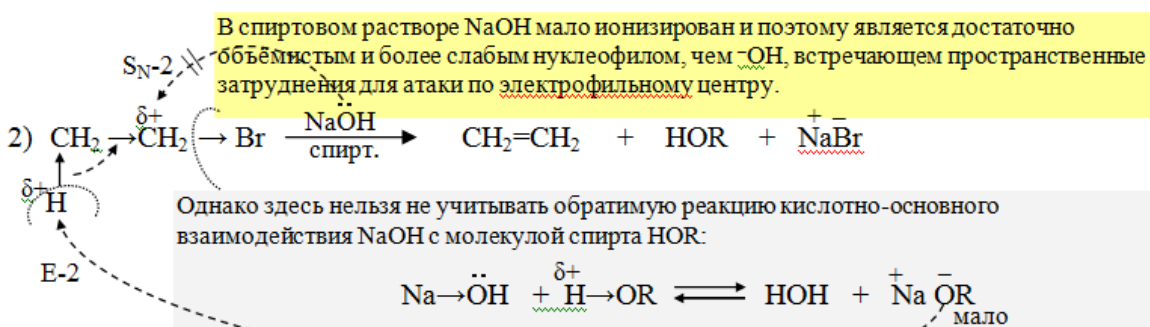 В спиртовом растворе NaOH мало ионизирован и поэтому является достаточно
объёмистым и более слабым нуклеофилом, чем ⁻OH, встречающем пространственные
затруднения для атаки по электрофильному центру.
S_N-2
2) CH₂ → CH₂ → Br NaOH CH₂=CH₂ + HOR + NaBr
δ+ + –
спирт.
δ+
H
Однако здесь нельзя не учитывать обратимую реакцию кислотно-основного
взаимодействия NaOH с молекулой спирта HOR:
E-2
δ+ + –
Na→ÖH + H→OR ⇄ HOH + Na OR
мало